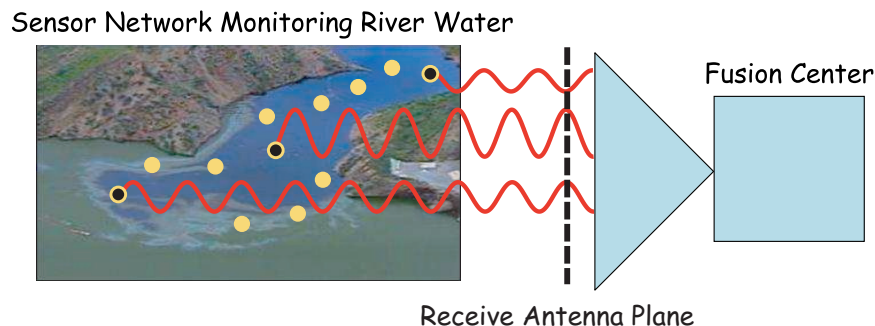 Sensor Network Monitoring River Water
Fusion Center
Receive Antenna Plane